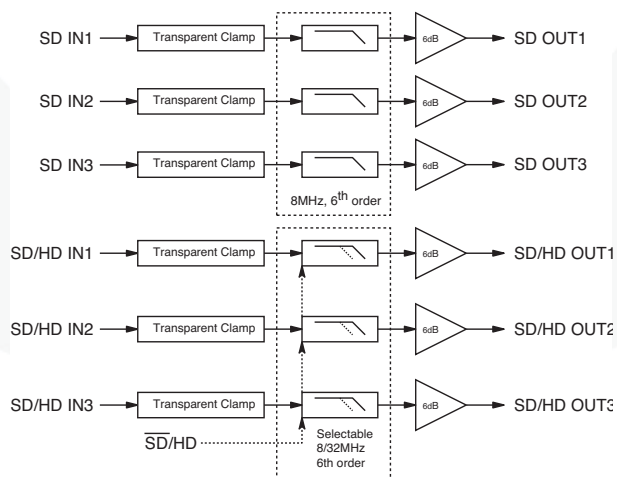 SD IN1 Transparent Clamp 6dB SD OUT1
SD IN2 Transparent Clamp 6dB SD OUT2
SD IN3 Transparent Clamp 6dB SD OUT3
8MHz, 6th order
SD/HD IN1 Transparent Clamp 6dB SD/HD OUT1
SD/HD IN2 Transparent Clamp 6dB SD/HD OUT2
SD/HD IN3 Transparent Clamp 6dB SD/HD OUT3
SD/HD
Selectable
8/32MHz
6th order